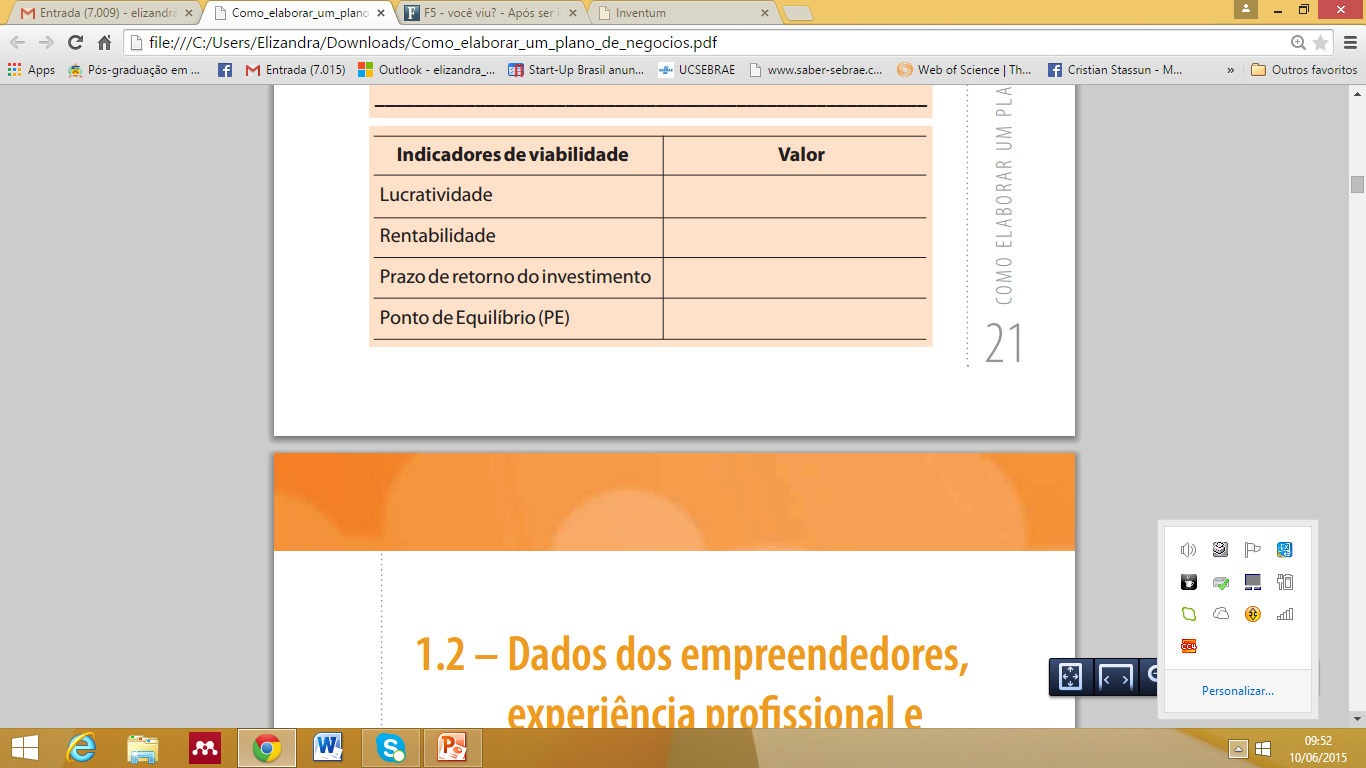 Entrada (7.009) - elizandra
Como_elaborar_um_plano
F5 - você viu? - Após ser i
Inventum
file:///C:/Users/Elizandra/Downloads/Como_elaborar_um_plano_de_negocios.pdf
Apps
Pós-graduação em ...
Entrada (7.015)
Outlook - elizandra_...
Start-Up Brasil anun...
UCSEBRAE
www.saber-sebrae.c...
Web of Science | Th...
Cristian Stassun - M...
»
Outros favoritos
Indicadores de viabilidade
Valor
Lucratividade
Rentabilidade
Prazo de retorno do investimento
Ponto de Equilíbrio (PE)
COMO ELABORAR UM PLA
21
1.2 – Dados dos empreendedores,
experiência profissional e
Personalizar...
09:52
10/06/2015